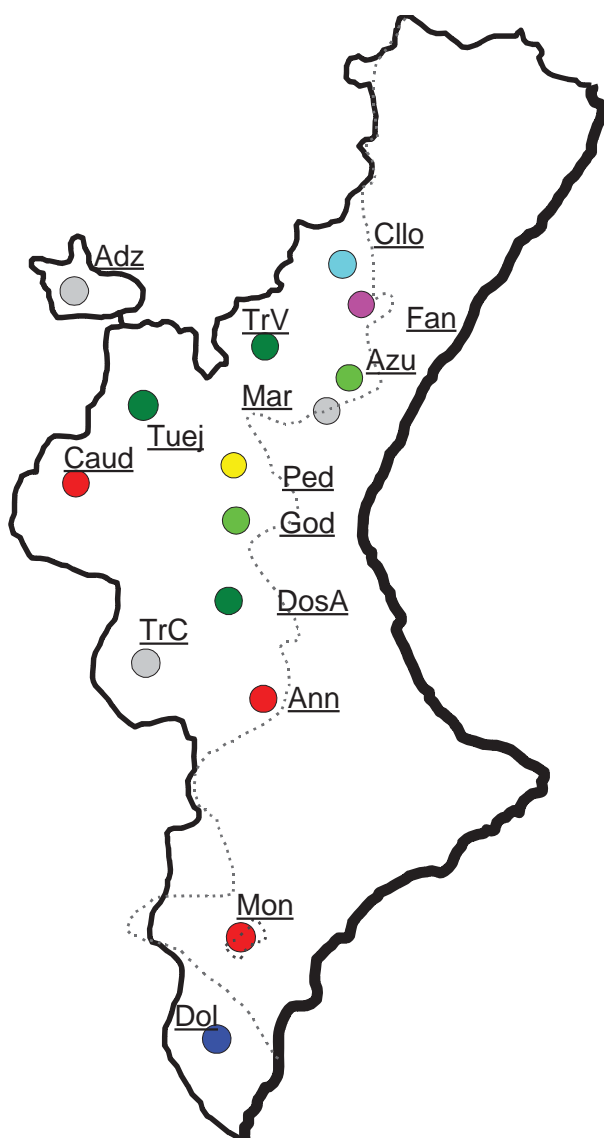 Cllo
Adz
Fan
TrV
Azu
Mar
Tuej
Caud
Ped
God
DosA
TrC
Ann
Mon
Dol